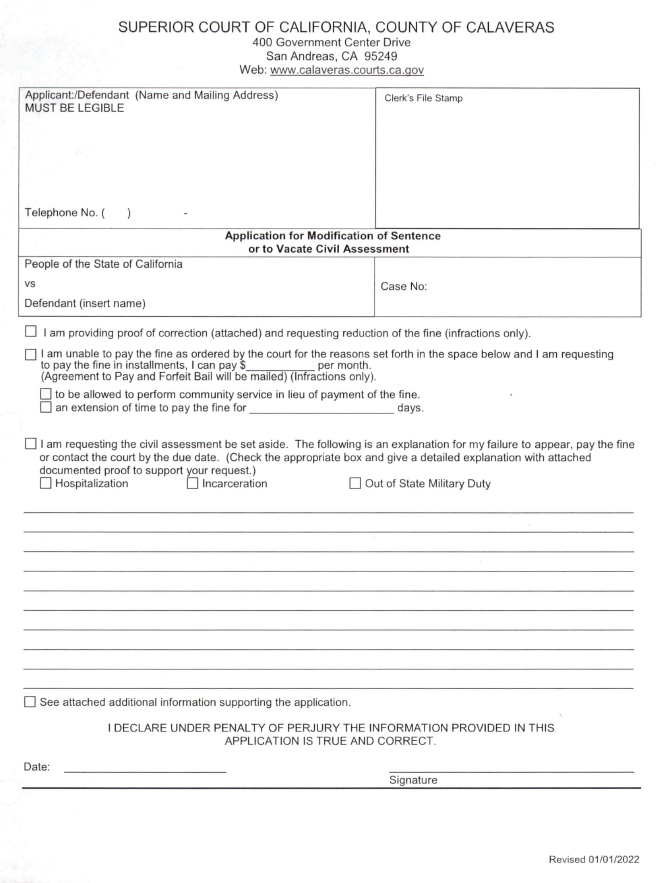 SUPERIOR COURT OF CALIFORNIA, COUNTY OF CALAVERAS
400 Government Center Drive
San Andreas, CA 95249
Web: www.calaveras.courts.ca.gov
Applicant:/Defendant (Name and Mailing Address)
MUST BE LEGIBLE
Clerk's File Stamp
Telephone No. ( ) -
Application for Modification of Sentence
or to Vacate Civil Assessment
People of the State of California
vs
Case No:
Defendant (insert name)
I am providing proof of correction (attached) and requesting reduction of the fine (infractions only).
I am unable to pay the fine as ordered by the court for the reasons set forth in the space below and I am requesting
to pay the fine in installments, I can pay $__________ per month.
(Agreement to Pay and Forfeit Bail will be mailed) (Infractions only).
to be allowed to perform community service in lieu of payment of the fine.
an extension of time to pay the fine for ______________________ days.
I am requesting the civil assessment be set aside. The following is an explanation for my failure to appear, pay the fine
or contact the court by the due date. (Check the appropriate box and give a detailed explanation with attached
documented proof to support your request.)
Hospitalization Incarceration Out of State Military Duty
See attached additional information supporting the application.
I DECLARE UNDER PENALTY OF PERJURY THE INFORMATION PROVIDED IN THIS
APPLICATION IS TRUE AND CORRECT.
Date:
Signature
Revised 01/01/2022